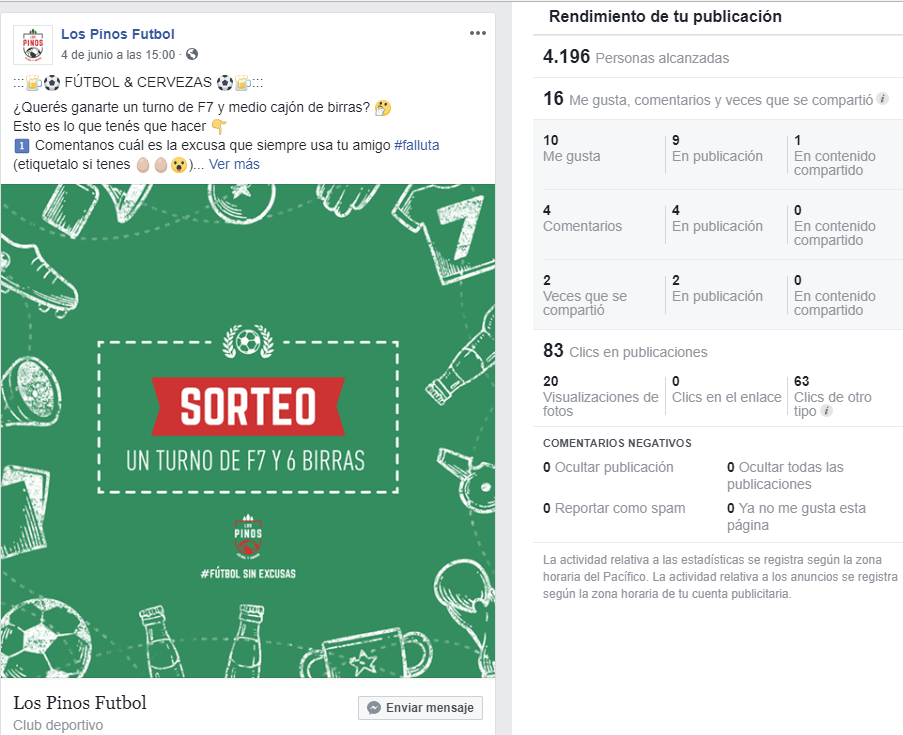 Los Pinos Futbol
4 de junio a las 15:00 ·
:::🍺⚽ FÚTBOL & CERVEZAS ⚽🍺:::
¿Querés ganarte un turno de F7 y medio cajón de birras? 🤔
Esto es lo que tenés que hacer 👇
1️⃣ Comentanos cuál es la excusa que siempre usa tu amigo #falluta
(etiquetalo si tenes 🥚🥚😮)... Ver más
7
SORTEO
UN TURNO DE F7 Y 6 BIRRAS
LOS
PINOS
#FÚTBOL SIN EXCUSAS
Los Pinos Futbol
Club deportivo
Enviar mensaje
Rendimiento de tu publicación
4.196 Personas alcanzadas
16 Me gusta, comentarios y veces que se compartió
10
Me gusta
9
En publicación
1
En contenido
compartido
4
Comentarios
4
En publicación
0
En contenido
compartido
2
Veces que se
compartió
2
En publicación
0
En contenido
compartido
83 Clics en publicaciones
20
Visualizaciones de
fotos
0
Clics en el enlace
63
Clics de otro
tipo
COMENTARIOS NEGATIVOS
0 Ocultar publicación
0 Ocultar todas las
publicaciones
0 Reportar como spam
0 Ya no me gusta esta
página
La actividad relativa a las estadísticas se registra según la zona
horaria del Pacífico. La actividad relativa a los anuncios se registra
según la zona horaria de tu cuenta publicitaria.